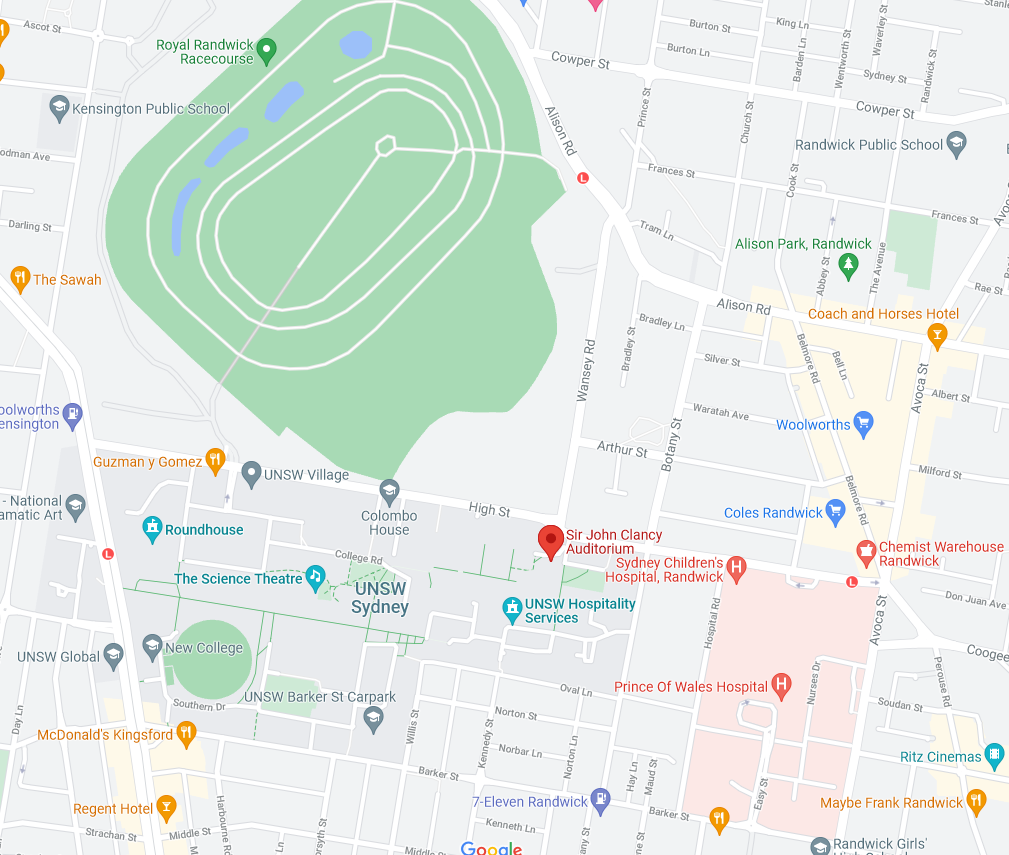 Ascot St
Royal Randwick
Racecourse
Kensington Public School
Darling St
The Sawah
Cowper St
Alison Rd
Burton St
Burton Ln
King Ln
Barden Ln
Wentworth St
Waverley St
Sydney St
Randwick St
Cowper St
Prince St
Church St
Randwick Public School
Frances St
Cook St
Frances St
Tram Ln
Alison Park, Randwick
Abbey St
The Avenue
Rae St
Alison Rd
Coach and Horses Hotel
Bradley Ln
Bradley St
Silver St
Belmore Rd
Bell Ln
Wansey Rd
Avoca St
Albert St
Waratah Ave
Woolworths
Botany St
Arthur St
Milford St
Guzman y Gomez
UNSW Village
Colombo
House
High St
Belmore Rd
Coles Randwick
- National
Roundhouse
College Rd
Sir John Clancy
Auditorium
Chemist Warehouse
Randwick
Sydney Children's
Hospital, Randwick
The Science Theatre
UNSW
Sydney
UNSW Hospitality
Services
Hospital Rd
Don Juan Ave
Avoca St
New College
UNSW Global
Coogee
Oval Ln
Prince Of Wales Hospital
Nurses Dr
Perouse Rd
UNSW Barker St Carpark
Southern Dr
Day Ln
Willis St
Norton St
Kennedy St
Soudan St
McDonald's Kingsford
Norbar Ln
Norton Ln
Ritz Cinemas
Barker St
Hay Ln
Maud St
Easy St
Regent Hotel
7-Eleven Randwick
Maybe Frank Randwick
Harbourne Rd
Barker St
Strachan St
Middle St
Kenneth Ln
Middle St
Google
Randwick Girls'